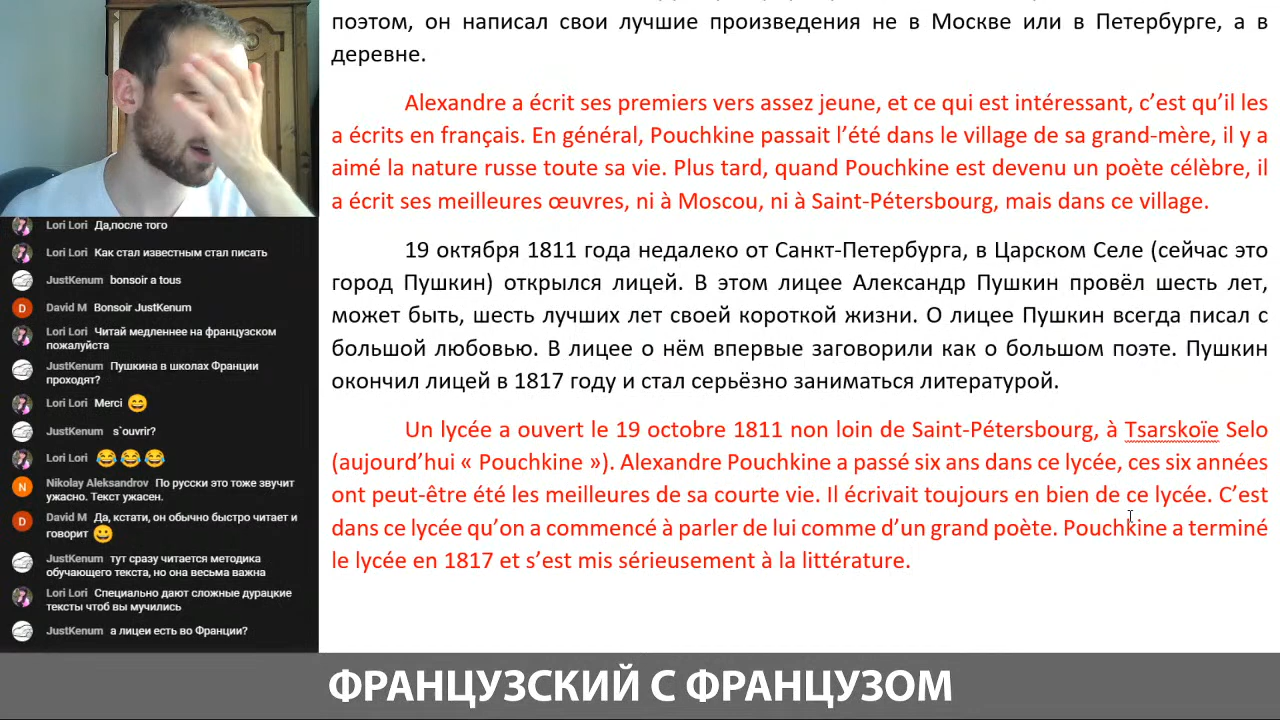 поэтом, он написал свои лучшие произведения не в Москве или в Петербурге, а в
деревне.
Alexandre a écrit ses premiers vers assez jeune, et ce qui est intéressant, c’est qu’il les
a écrits en français. En général, Pouchkine passait l’été dans le village de sa grand-mère, il y a
aimé la nature russe toute sa vie. Plus tard, quand Pouchkine est devenu un poète célèbre, il
a écrit ses meilleures œuvres, ni à Moscou, ni à Saint-Pétersbourg, mais dans ce village.
19 октября 1811 года недалеко от Санкт-Петербурга, в Царском Селе (сейчас это
город Пушкин) открылся лицей. В этом лицее Александр Пушкин провёл шесть лет,
может быть, шесть лучших лет своей короткой жизни. О лицее Пушкин всегда писал с
большой любовью. В лицее о нём впервые заговорили как о большом поэте. Пушкин
окончил лицей в 1817 году и стал серьёзно заниматься литературой.
Un lycée a ouvert le 19 octobre 1811 non loin de Saint-Pétersbourg, à Tsarskoïe Selo
(aujourd’hui « Pouchkine »). Alexandre Pouchkine a passé six ans dans ce lycée, ces six années
ont peut-être été les meilleures de sa courte vie. Il écrivait toujours en bien de ce lycée. C’est
dans ce lycée qu’on a commencé à parler de lui comme d’un grand poète. Pouchkine a terminé
le lycée en 1817 et s’est mis sérieusement à la littérature.
Lori Lori Да,после того
Lori Lori Как стал известным стал писать
JustKenum bonsoir a tous
D David M Bonsoir JustKenum
Lori Lori Читай медленнее на французском
пожалуйста
JustKenum Пушкина в школах Франции
проходят?
Lori Lori Merci 😄
JustKenum s`ouvrir?
Lori Lori 😂😂😂
N Nikolay Aleksandrov По русски это тоже звучит
ужасно. Текст ужасен.
D David M Да, кстати, он обычно быстро читает и
говорит 😀
JustKenum тут сразу читается методика
обучающего текста, но она весьма важна
Lori Lori Специально дают сложные дурацкие
тексты чтоб вы мучились
JustKenum а лицеи есть во Франции?
ФРАНЦУЗСКИЙ С ФРАНЦУЗОМ